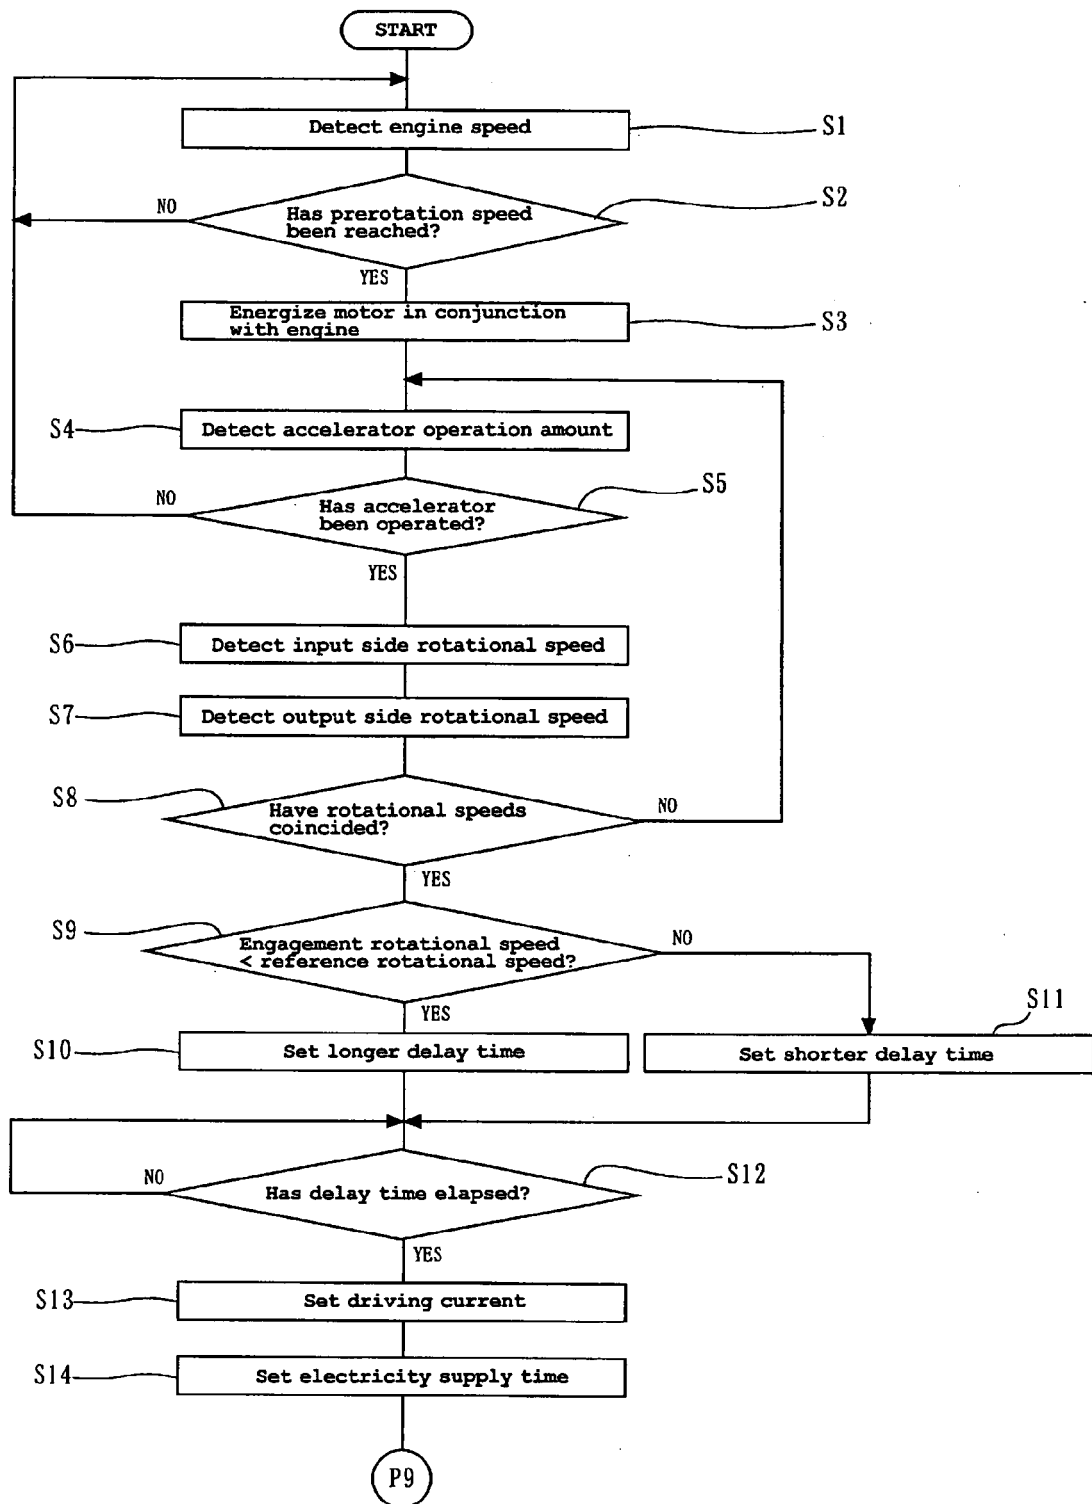 START
Detect engine speed
S1
Has prerotation speed
been reached?
NO
S2
YES
Energize motor in conjunction
with engine
S3
S4
Detect accelerator operation amount
NO
Has accelerator
been operated?
S5
YES
S6
Detect input side rotational speed
S7
Detect output side rotational speed
S8
Have rotational speeds
coincided?
NO
YES
S9
Engagement rotational speed
< reference rotational speed?
NO
YES
S10
Set longer delay time
S11
Set shorter delay time
NO
Has delay time elapsed?
S12
YES
S13
Set driving current
S14
Set electricity supply time
P9